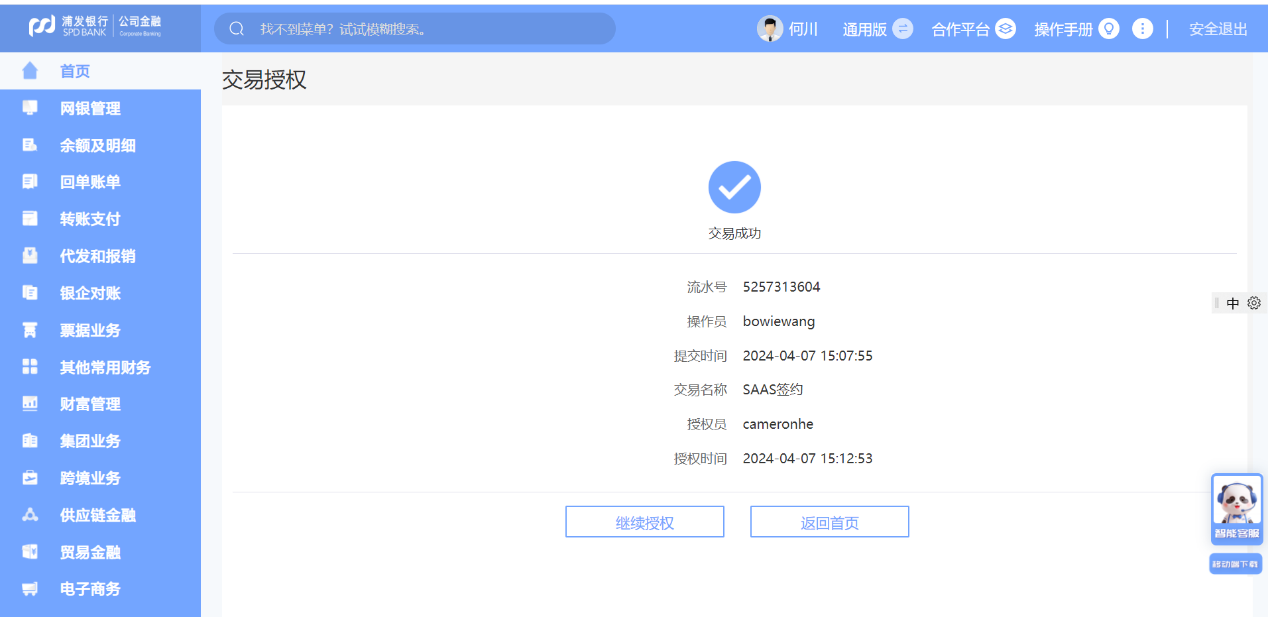 浦发银行 公司金融
SPD BANK Corporate Banking
找不到菜单？试试模糊搜索。
何川 通用版 合作平台 操作手册 安全退出
首页
网银管理
余额及明细
回单账单
转账支付
代发和报销
银企对账
票据业务
其他常用财务
财富管理
集团业务
跨境业务
供应链金融
贸易金融
电子商务
交易授权
交易成功
流水号 5257313604
操作员 bowiewang
提交时间 2024-04-07 15:07:55
交易名称 SAAS签约
授权员 cameronhe
授权时间 2024-04-07 15:12:53
继续授权 返回首页
中
智能客服
移动端下载